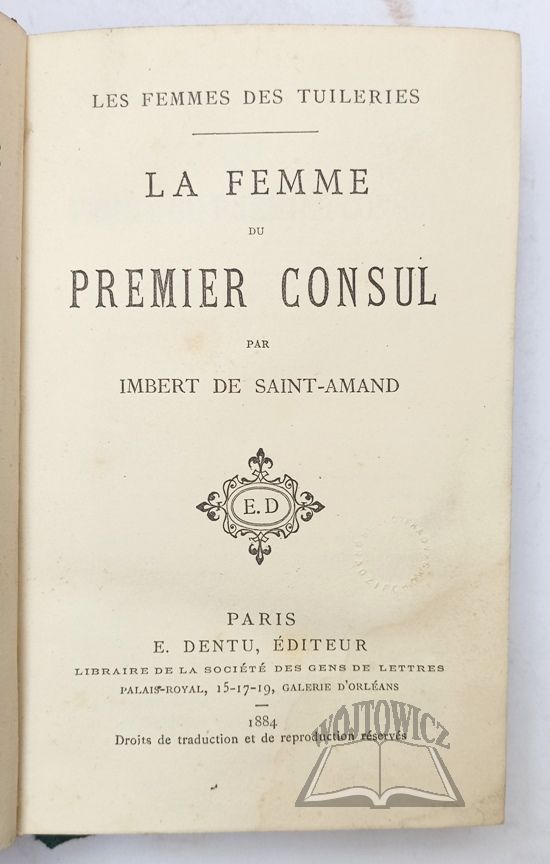 LES FEMMES DES TUILERIES
LA FEMME
DU
PREMIER CONSUL
PAR
IMBERT DE SAINT-AMAND
E. D
PARIS
E. DENTU, ÉDITEUR
LIBRAIRE DE LA SOCIÉTÉ DES GENS DE LETTRES
PALAIS-ROYAL, 15-17-19, GALERIE D'ORLÉANS
1884
Droits de traduction et de reproduction réservés
WÓJTOWICZ